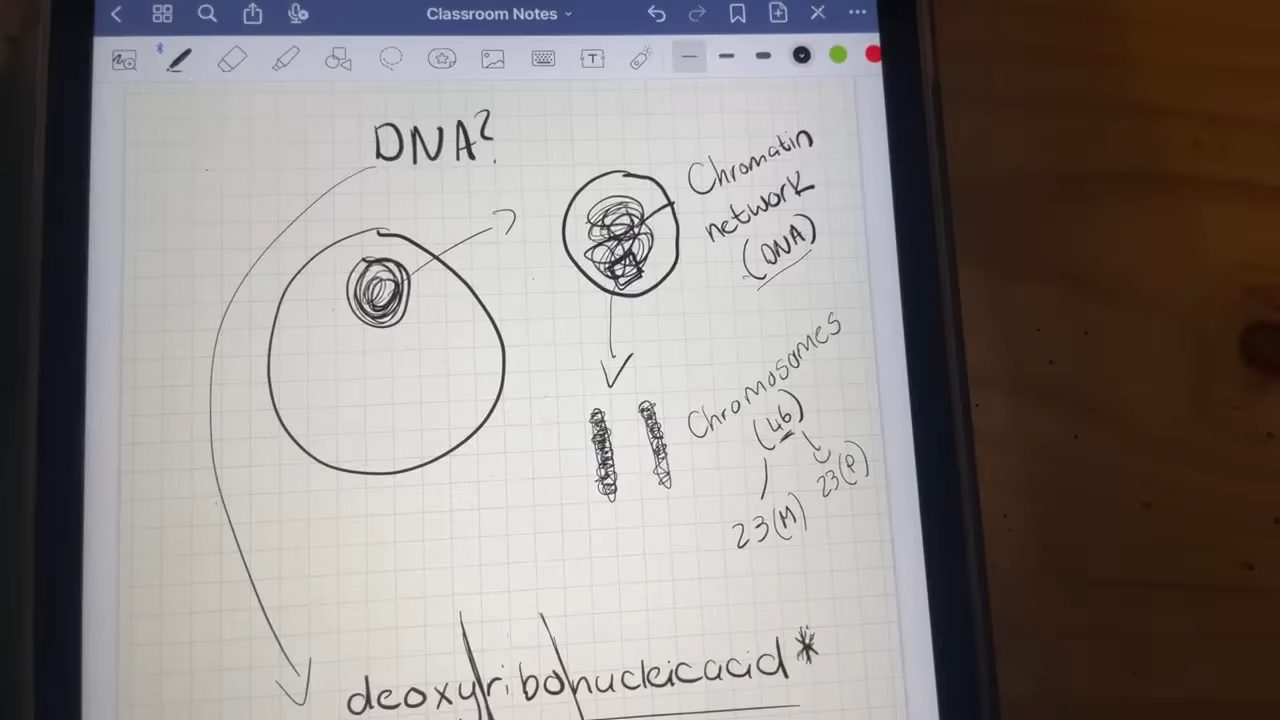 Classroom Notes
T
DNA?
Chromatin
network
(DNA)
Chromosomes
(46)
23(M)
23(P)
deoxyribonucleicacid*